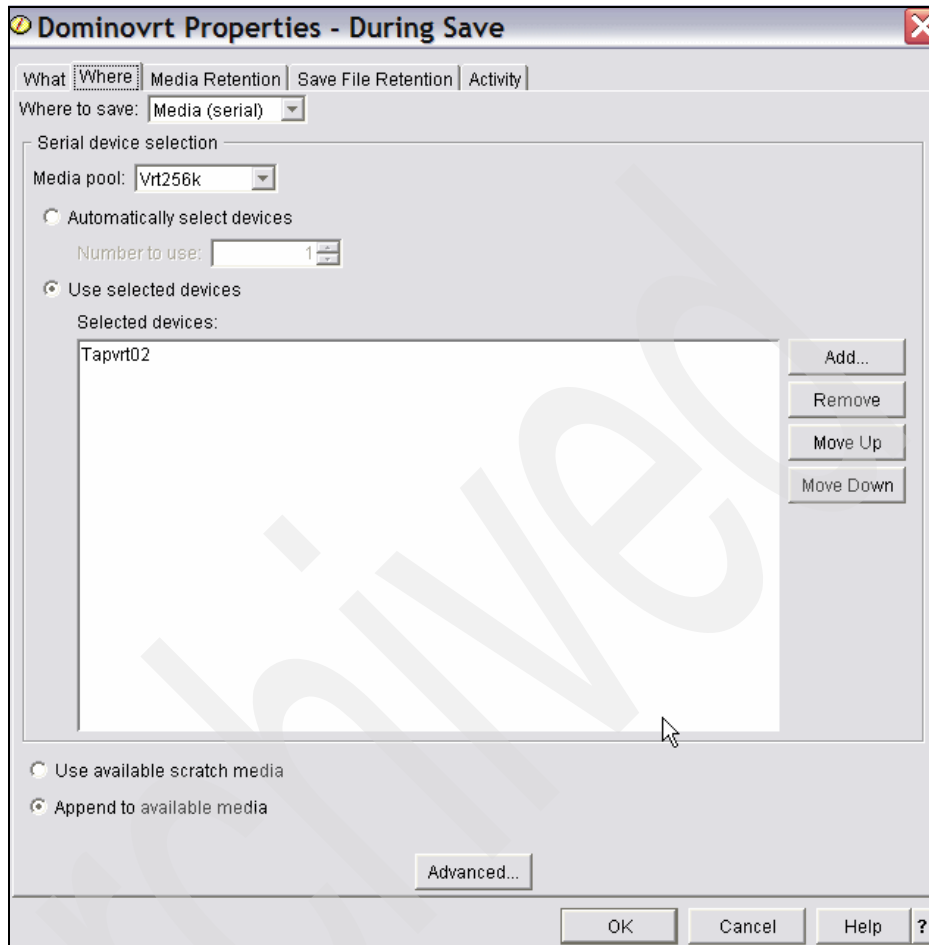 Dominovrt Properties - During Save
What Where Media Retention Save File Retention Activity
Where to save: Media (serial)
Serial device selection
Media pool: Vrt256k
Automatically select devices
Number to use: 1
Use selected devices
Selected devices:
Tapvrt02
Add...
Remove
Move Up
Move Down
Use available scratch media
Append to available media
Advanced...
OK Cancel Help ?
rchived